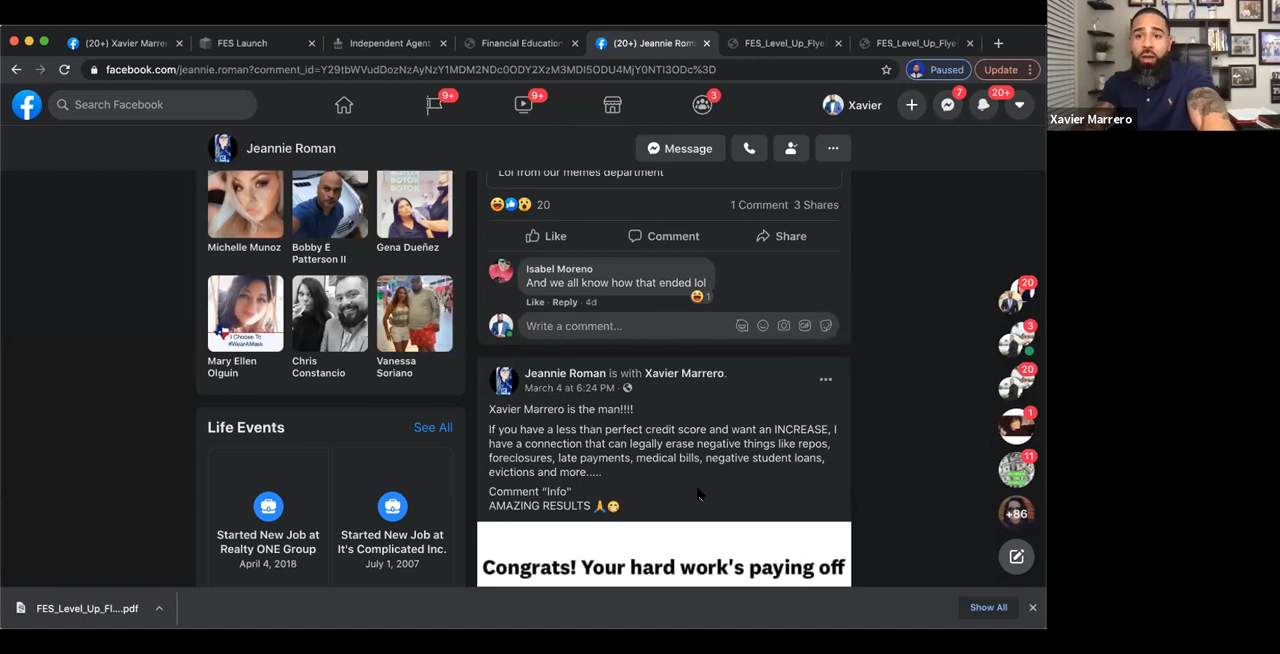 (20+) Xavier Marre
FES Launch
Independent Agent
Financial Education
(20+) Jeannie Rom
FES_Level_Up_Flye
FES_Level_Up_Flye
facebook.com/jeannie.roman?comment_id=Y29tbWVudDozNzAyNzY1MDM2NDc0ODY2XzM3MDI5ODU4MjY0NTI3ODc%3D
Paused
Update
Search Facebook
9+
9+
3
Xavier
7
20+
Xavier Marrero
Jeannie Roman
Message
Michelle Munoz
Bobby E
Patterson II
Gena Dueñez
I Choose To
#WearAMask
Mary Ellen
Olguin
Chris
Constancio
Vanessa
Soriano
Life Events
See All
Started New Job at
Realty ONE Group
April 4, 2018
Started New Job at
It's Complicated Inc.
July 1, 2007
Lol from our memes department
20
1 Comment 3 Shares
Like
Comment
Share
Isabel Moreno
And we all know how that ended lol
1
Like · Reply · 4d
Write a comment...
Jeannie Roman is with Xavier Marrero.
March 4 at 6:24 PM ·
Xavier Marrero is the man!!!!
If you have a less than perfect credit score and want an INCREASE, I
have a connection that can legally erase negative things like repos,
foreclosures, late payments, medical bills, negative student loans,
evictions and more.....
Comment "Info"
AMAZING RESULTS 🙏😁
Congrats! Your hard work's paying off
20
3
20
1
11
+86
FES_Level_Up_Fl....pdf
Show All